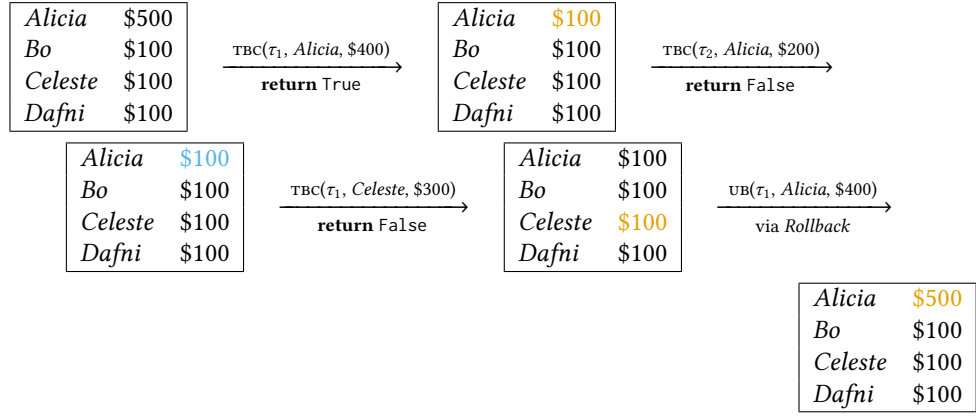 Alicia $500
Bo $100
Celeste $100
Dafni $100
TBC(τ₁, Alicia, $400)
return True
Alicia $100
Bo $100
Celeste $100
Dafni $100
TBC(τ₂, Alicia, $200)
return False
Alicia $100
Bo $100
Celeste $100
Dafni $100
TBC(τ₁, Celeste, $300)
return False
Alicia $100
Bo $100
Celeste $100
Dafni $100
UB(τ₁, Alicia, $400)
via Rollback
Alicia $500
Bo $100
Celeste $100
Dafni $100